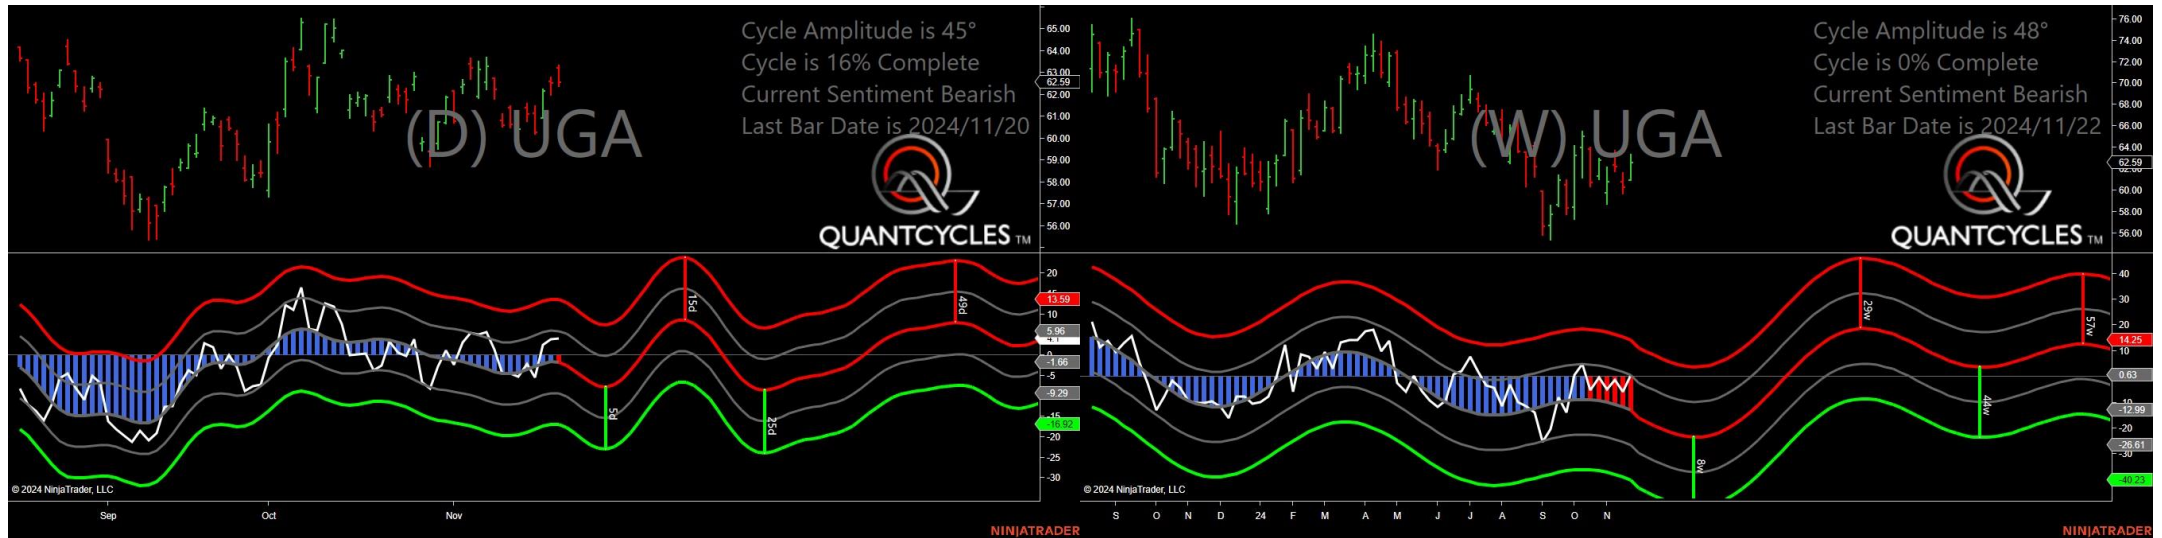 Cycle Amplitude is 45°
Cycle is 16% Complete
Current Sentiment Bearish
Last Bar Date is 2024/11/20
(D) UGA
QUANTCYCLES TM
65.00
64.00
63.00
62.59
62.00
61.00
60.00
59.00
58.00
57.00
56.00
20
13.59
10
5.96
4.1
0
-1.66
-5
-9.29
-15
-16.92
-20
-25
-30
15d
49d
5d
25d
© 2024 NinjaTrader, LLC
Sep Oct Nov
NINJATRADER
Cycle Amplitude is 48°
Cycle is 0% Complete
Current Sentiment Bearish
Last Bar Date is 2024/11/22
(W) UGA
QUANTCYCLES TM
76.00
74.00
72.00
70.00
68.00
66.00
64.00
62.59
62.00
60.00
58.00
56.00
40
30
20
14.25
10
0.63
-10
-12.99
-20
-26.61
-30
-40.23
29w
57w
44w
8w
© 2024 NinjaTrader, LLC
S O N D 24 F M A M J J A S O N
NINJATRADER